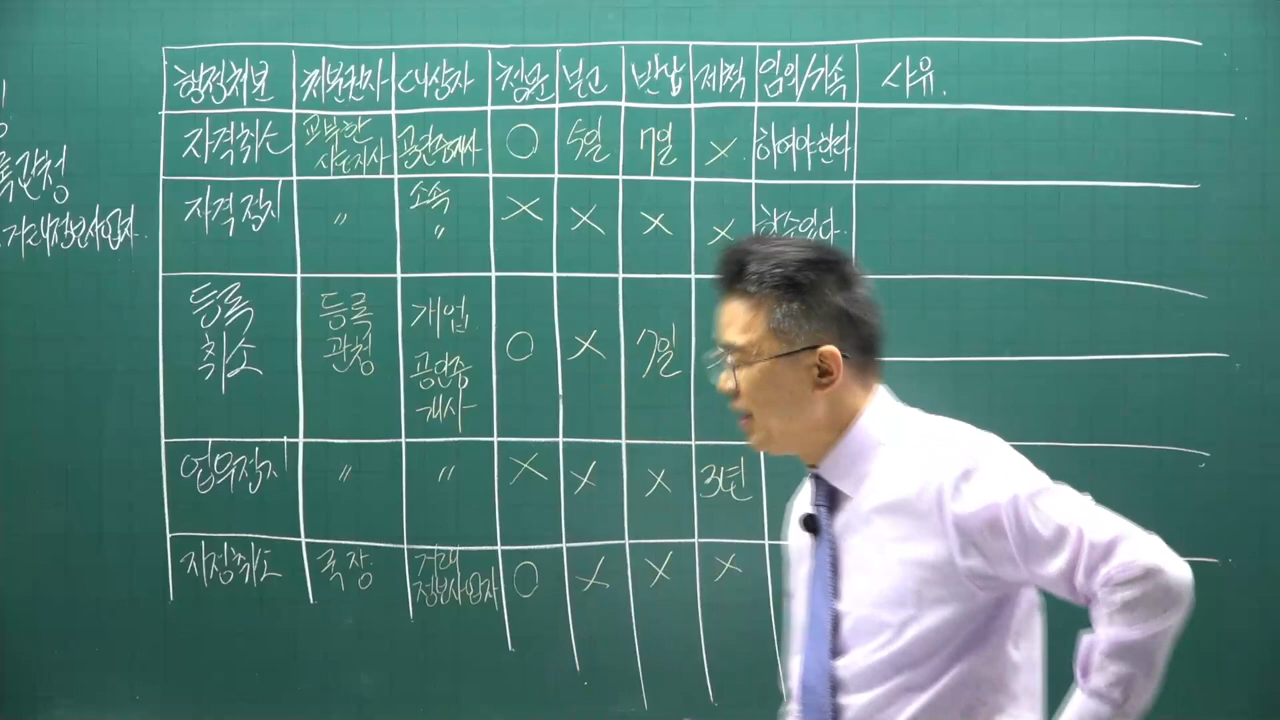 행정처분 처분권자 대상자 청문 보고 반납 제척 임의/기속 사유.
자격취소 교부한 시·도지사 공인중개사 ○ 5일 7일 × 하여야한다
자격정지 〃 소속 〃 × × × × 할수있다.
등록 취소 등록 관청 개업 공인중 개사 ○ × 7일
업무정지 〃 〃 × × × 3년
지정취소 국장 거래 정보사업자 ○ × × ×
록관청
거래정보사업자.